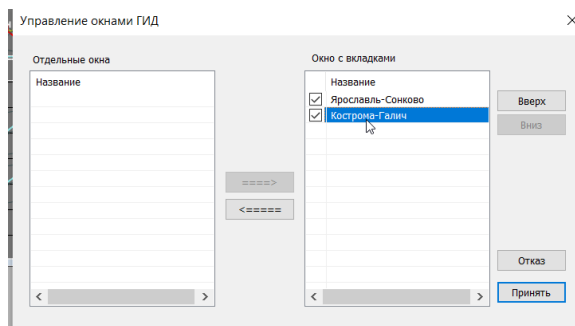 Управление окнами ГИД
Отдельные окна
Окно с вкладками
Название
Название
Ярославль-Сонково
Кострома-Галич
Вверх
Вниз
====>
<=====
Отказ
Принять